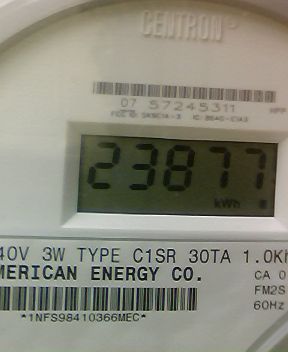 CENTRON
07 57245311
23877
kWh
40V 3W TYPE C1SR 30TA 1.0Kh
MERICAN ENERGY CO.
CA 0
FM2S
60Hz
*1NFS98410366MEC*